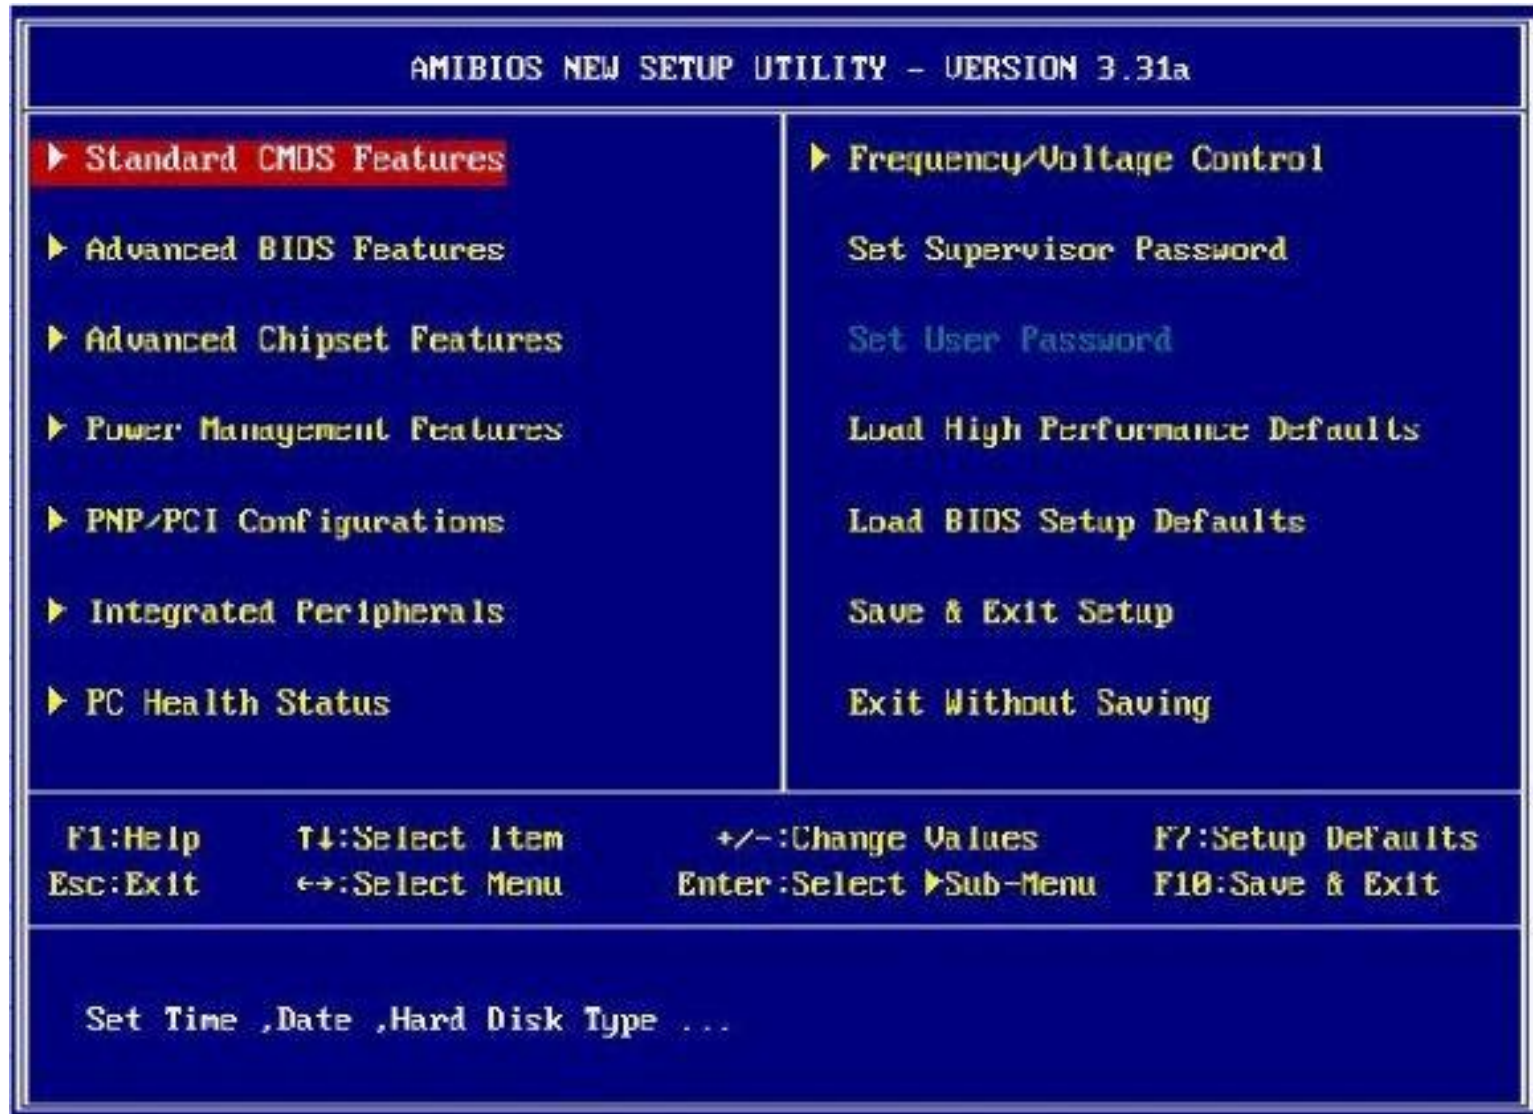 AMIBIOS NEW SETUP UTILITY - VERSION 3.31a
Standard CMOS Features
Advanced BIOS Features
Advanced Chipset Features
Power Management Features
PNP/PCI Configurations
Integrated Peripherals
PC Health Status
Frequency/Voltage Control
Set Supervisor Password
Set User Password
Load High Performance Defaults
Load BIOS Setup Defaults
Save & Exit Setup
Exit Without Saving
F1:Help ↑↓:Select Item +/-:Change Values F7:Setup Defaults
Esc:Exit ←→:Select Menu Enter:Select ▶Sub-Menu F10:Save & Exit
Set Time ,Date ,Hard Disk Type ...